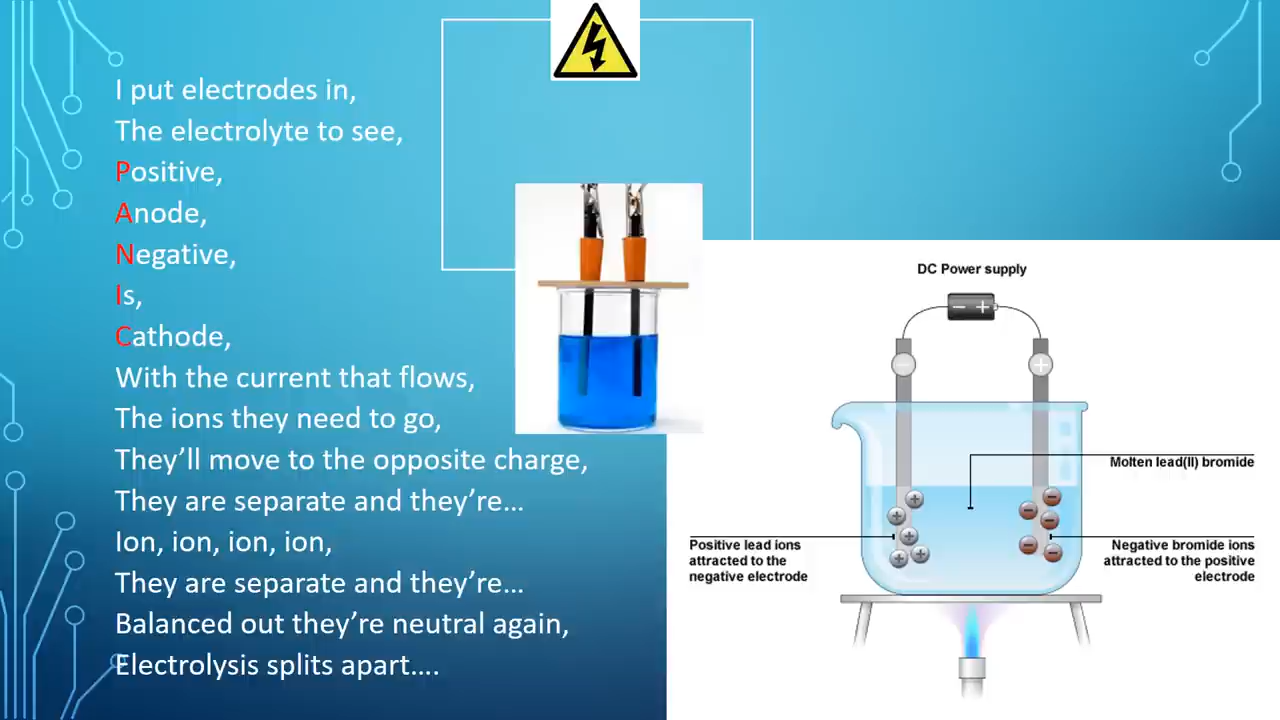 I put electrodes in,
The electrolyte to see,
Positive,
Anode,
Negative,
Is,
Cathode,
With the current that flows,
The ions they need to go,
They’ll move to the opposite charge,
They are separate and they’re…
Ion, ion, ion, ion,
They are separate and they’re…
Balanced out they’re neutral again,
Electrolysis splits apart….
DC Power supply
− +
− +
Molten lead(II) bromide
Positive lead ions
attracted to the
negative electrode
Negative bromide ions
attracted to the positive
electrode